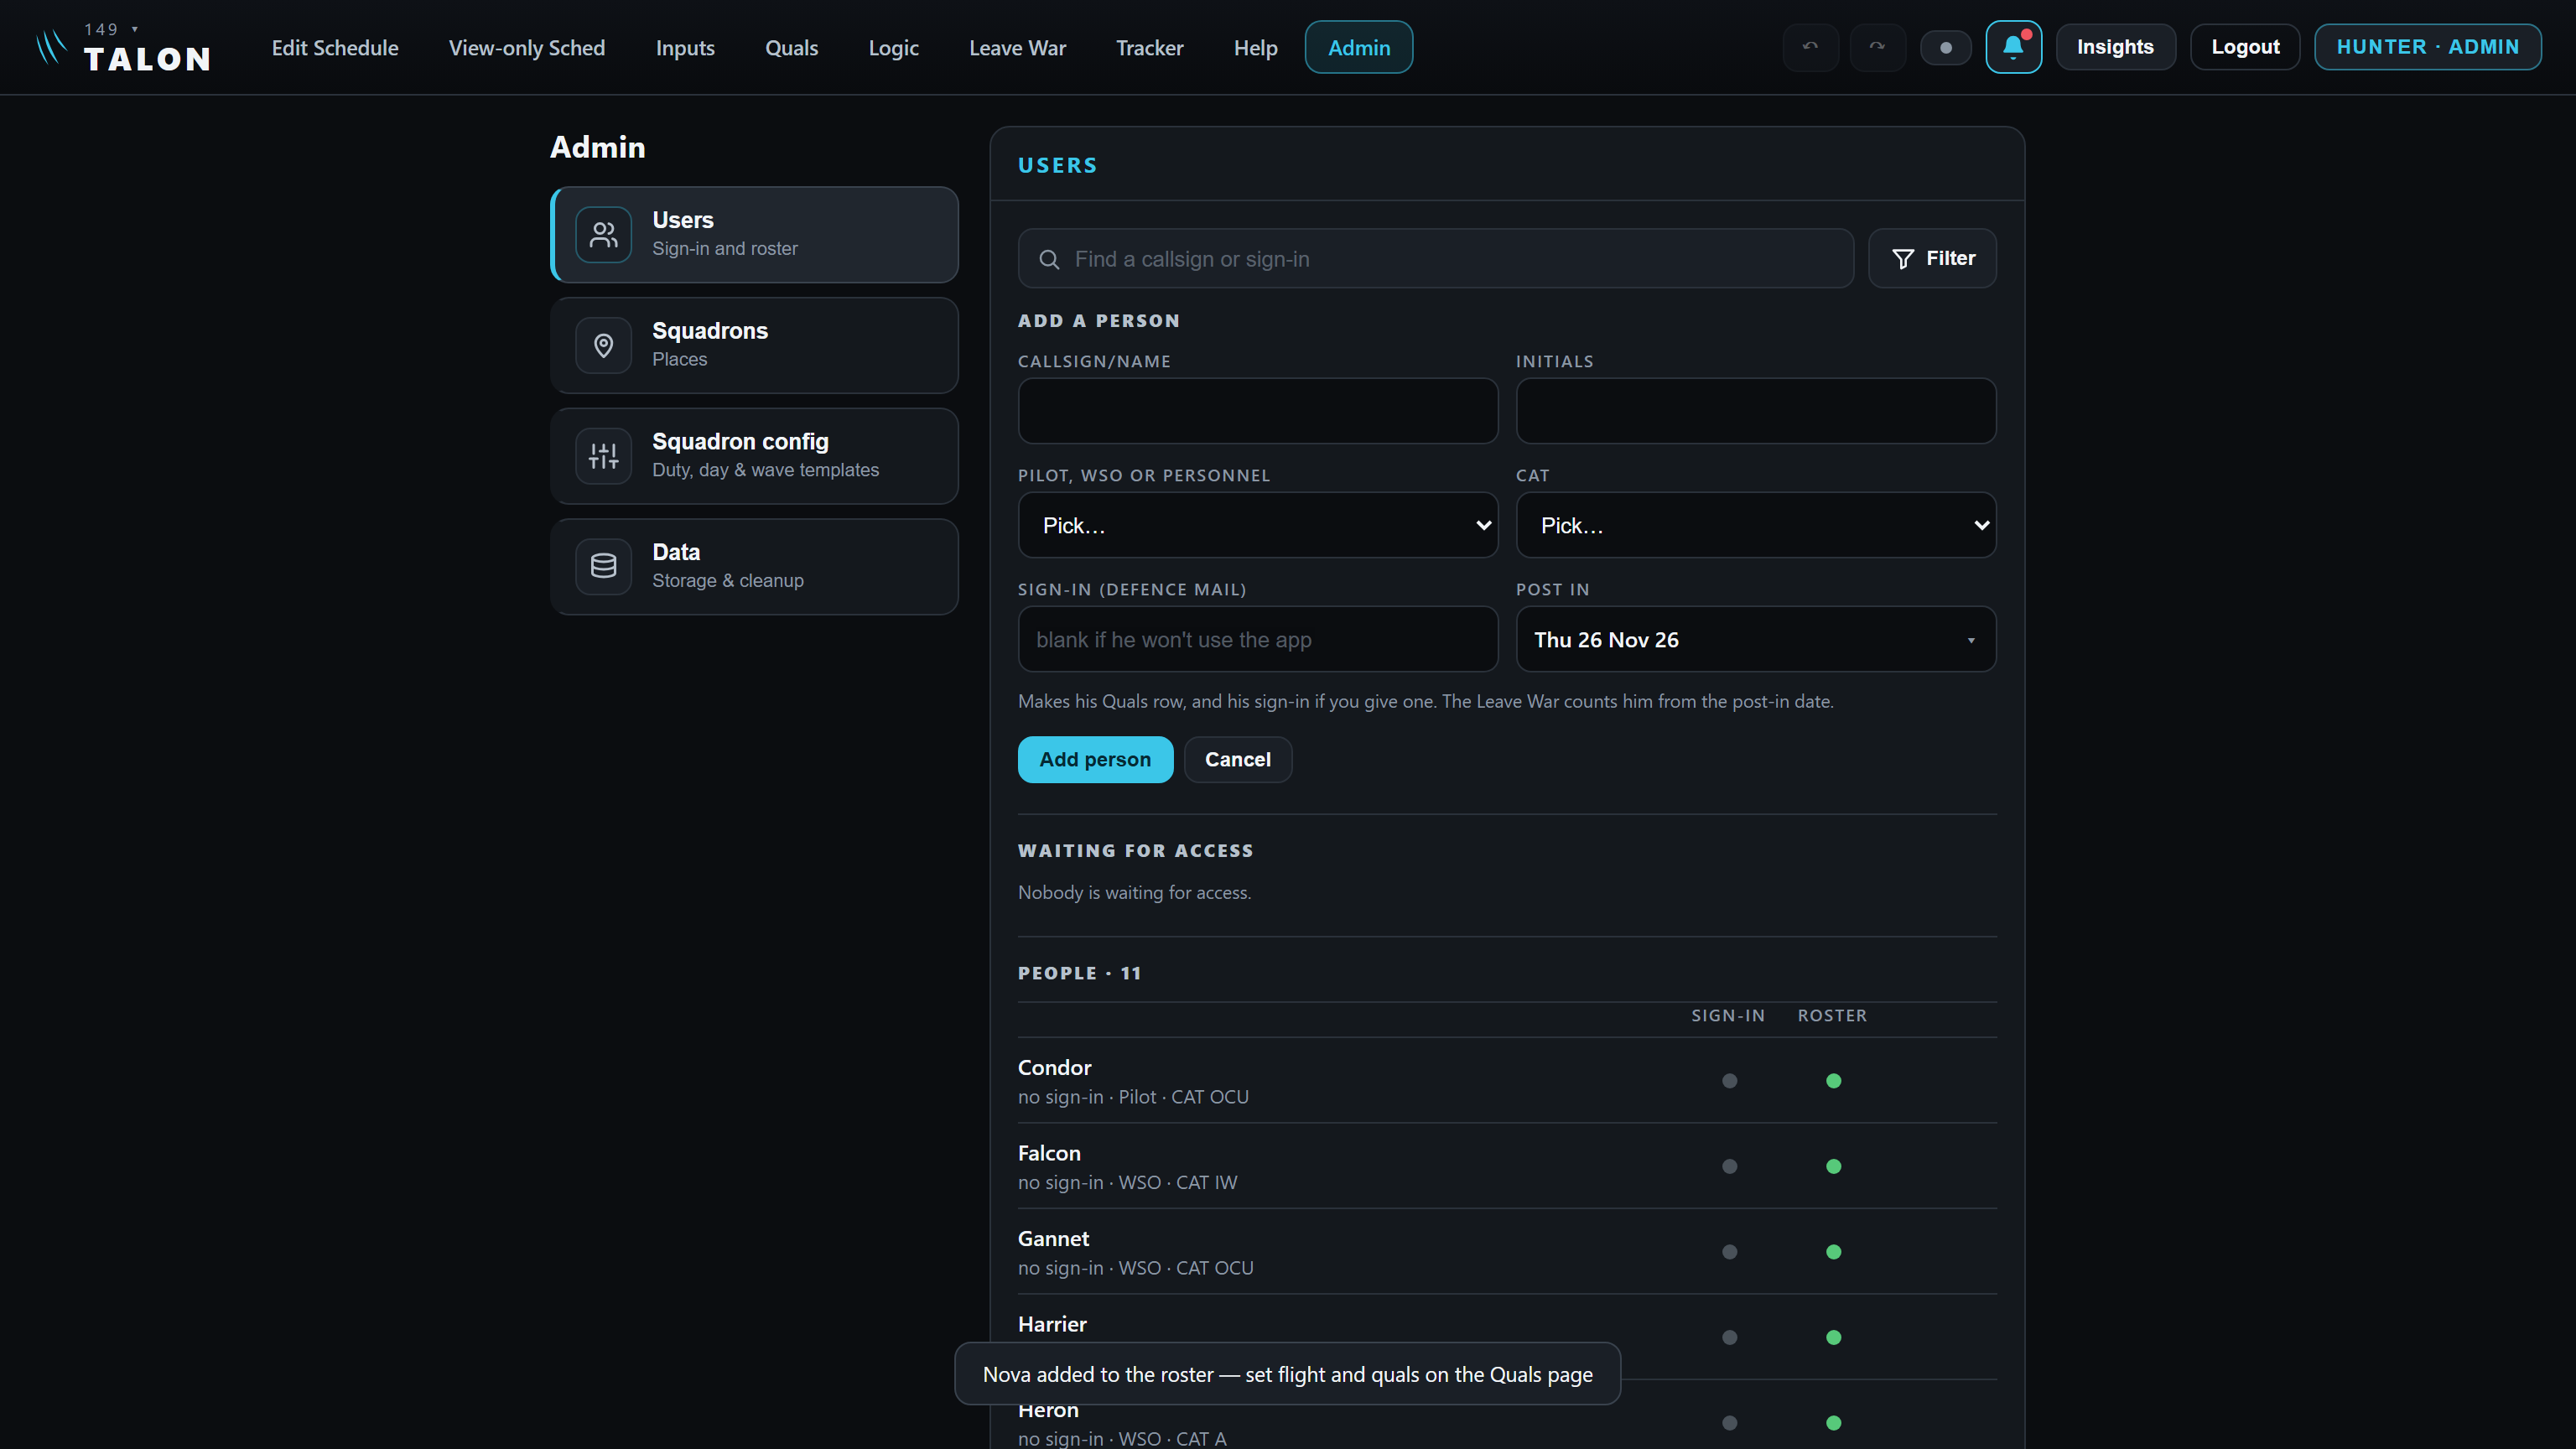 149 ▾
TALON
Edit Schedule
View-only Sched
Inputs
Quals
Logic
Leave War
Tracker
Help
Admin
Insights
Logout
HUNTER · ADMIN
Admin
Users
Sign-in and roster
Squadrons
Places
Squadron config
Duty, day & wave templates
Data
Storage & cleanup
USERS
Find a callsign or sign-in
Filter
ADD A PERSON
CALLSIGN/NAME
INITIALS
PILOT, WSO OR PERSONNEL
CAT
Pick…
Pick…
SIGN-IN (DEFENCE MAIL)
POST IN
blank if he won't use the app
Thu 26 Nov 26
Makes his Quals row, and his sign-in if you give one. The Leave War counts him from the post-in date.
Add person
Cancel
WAITING FOR ACCESS
Nobody is waiting for access.
PEOPLE · 11
SIGN-IN
ROSTER
Condor
no sign-in · Pilot · CAT OCU
Falcon
no sign-in · WSO · CAT IW
Gannet
no sign-in · WSO · CAT OCU
Harrier
Nova added to the roster — set flight and quals on the Quals page
Heron
no sign-in · WSO · CAT A